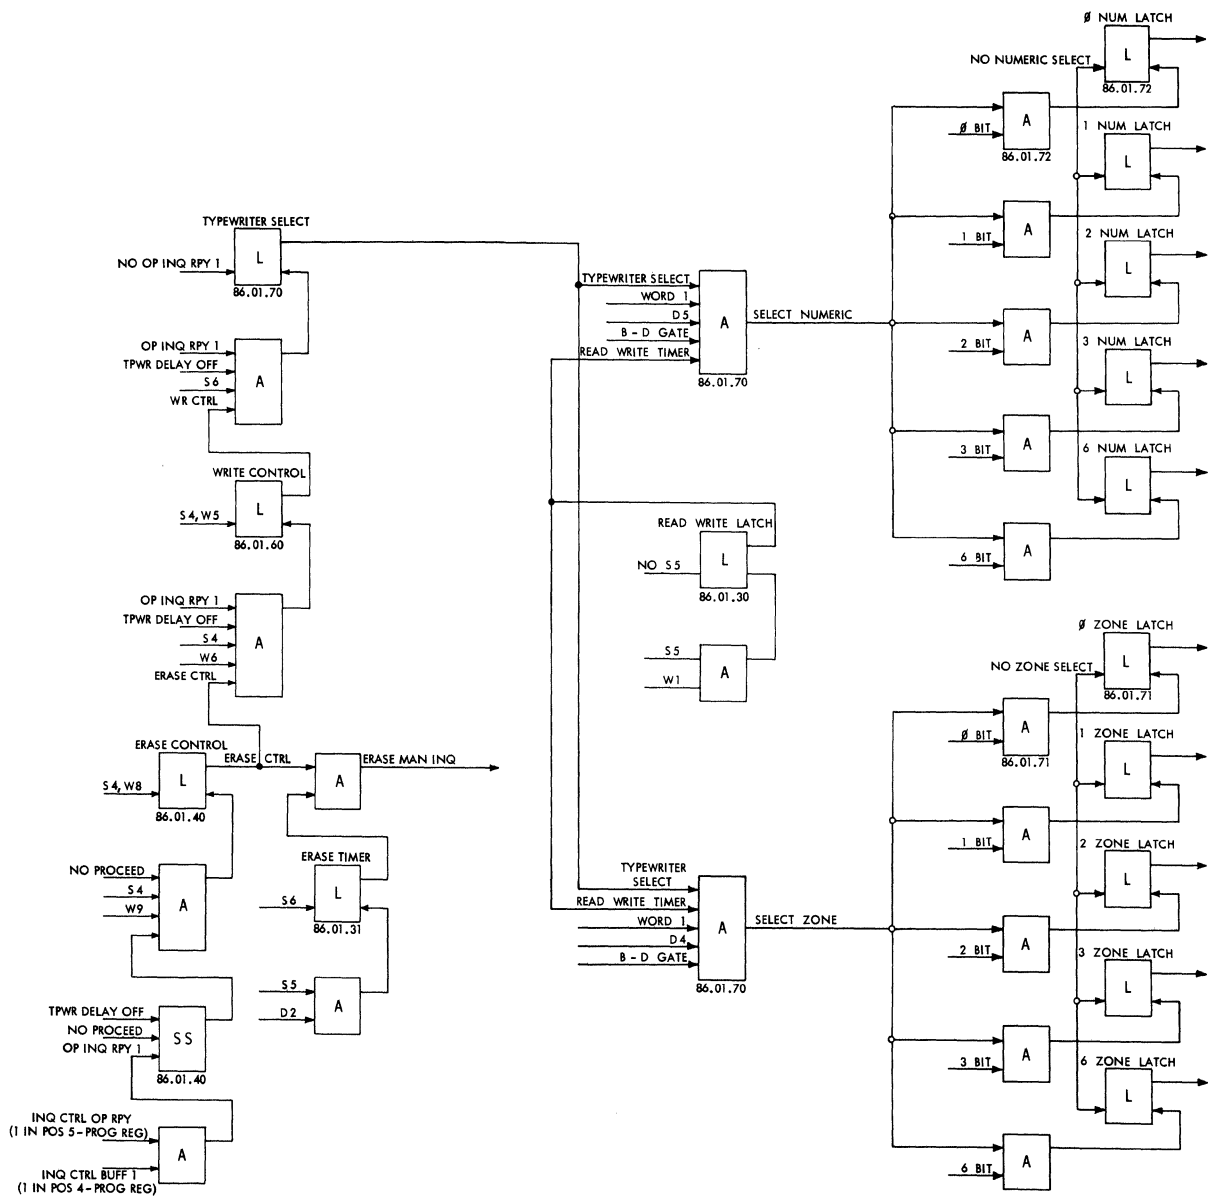 Ø NUM LATCH
L
NO NUMERIC SELECT
86.01.72
A
Ø BIT
86.01.72
1 NUM LATCH
L
A
1 BIT
2 NUM LATCH
L
A
2 BIT
3 NUM LATCH
L
A
3 BIT
6 NUM LATCH
L
A
6 BIT
TYPEWRITER SELECT
L
NO OP INQ RPY 1
86.01.70
OP INQ RPY 1
TPWR DELAY OFF
S6
WR CTRL
A
WRITE CONTROL
L
S4, W5
86.01.60
OP INQ RPY 1
TPWR DELAY OFF
S4
W6
ERASE CTRL
A
TYPEWRITER SELECT
WORD 1
D5
B - D GATE
READ WRITE TIMER
A
SELECT NUMERIC
86.01.70
READ WRITE LATCH
L
NO S5
86.01.30
S5
W1
A
ERASE CONTROL
L
S4, W8
86.01.40
ERASE CTRL
A
ERASE MAN INQ
NO PROCEED
S4
W9
A
ERASE TIMER
L
S6
86.01.31
S5
D2
A
TPWR DELAY OFF
NO PROCEED
OP INQ RPY 1
SS
86.01.40
INQ CTRL OP RPY
(1 IN POS 5-PROG REG)
A
INQ CTRL BUFF 1
(1 IN POS 4-PROG REG)
TYPEWRITER
SELECT
READ WRITE TIMER
WORD 1
D4
B - D GATE
A
SELECT ZONE
86.01.70
Ø ZONE LATCH
L
NO ZONE SELECT
86.01.71
A
Ø BIT
86.01.71
1 ZONE LATCH
L
A
1 BIT
2 ZONE LATCH
L
A
2 BIT
3 ZONE LATCH
L
A
3 BIT
6 ZONE LATCH
L
A
6 BIT